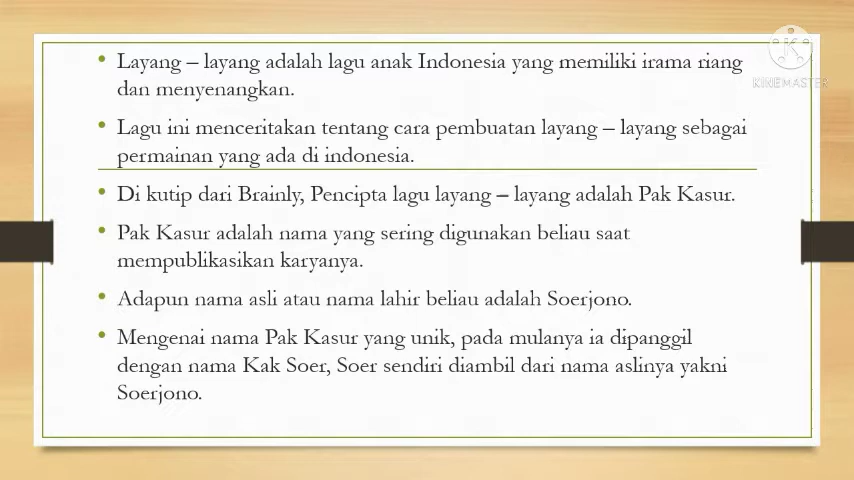 • Layang – layang adalah lagu anak Indonesia yang memiliki irama riang
dan menyenangkan.
• Lagu ini menceritakan tentang cara pembuatan layang – layang sebagai
permainan yang ada di indonesia.
• Di kutip dari Brainly, Pencipta lagu layang – layang adalah Pak Kasur.
• Pak Kasur adalah nama yang sering digunakan beliau saat
mempublikasikan karyanya.
• Adapun nama asli atau nama lahir beliau adalah Soerjono.
• Mengenai nama Pak Kasur yang unik, pada mulanya ia dipanggil
dengan nama Kak Soer, Soer sendiri diambil dari nama aslinya yakni
Soerjono.
K
KINEMASTER